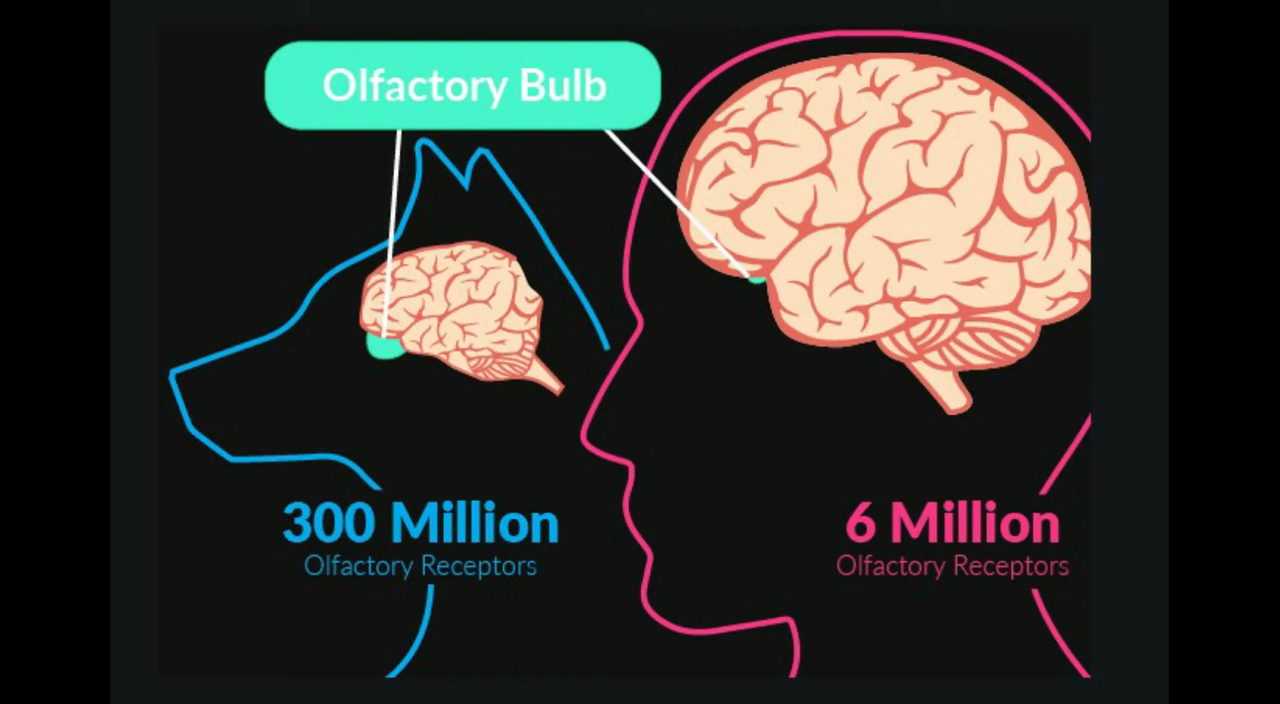 Olfactory Bulb
300 Million
Olfactory Receptors
6 Million
Olfactory Receptors